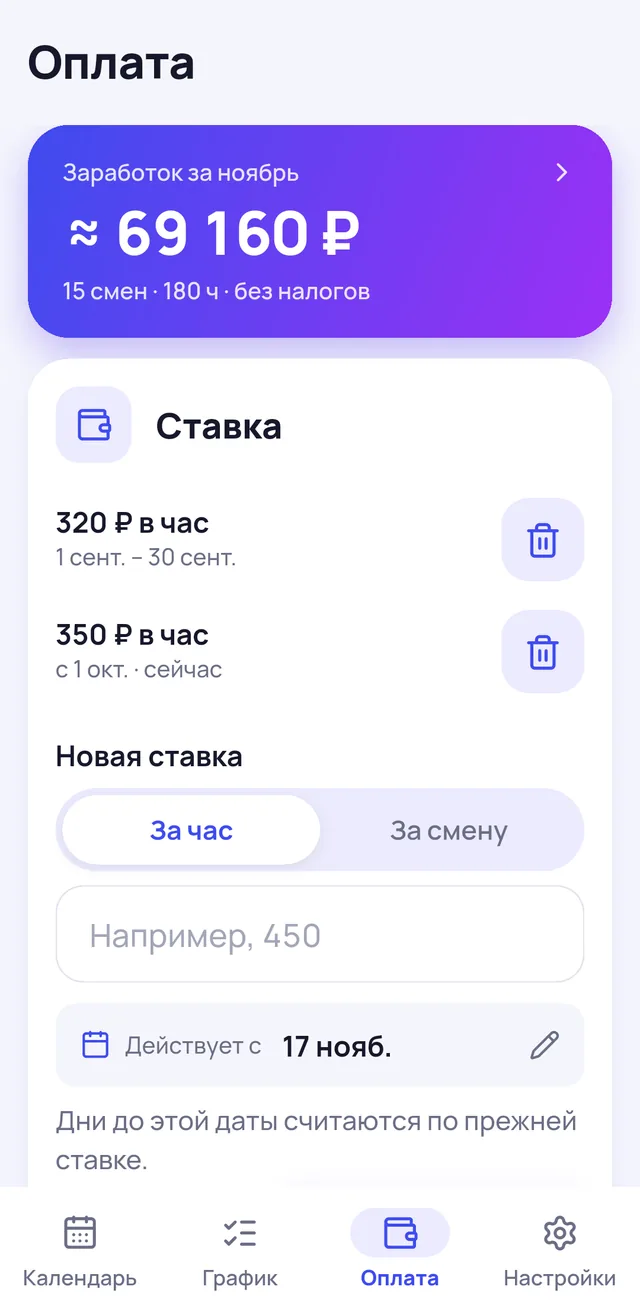 Оплата
Заработок за ноябрь
≈ 69 160 ₽
15 смен · 180 ч · без налогов
Ставка
320 ₽ в час
1 сент. – 30 сент.
350 ₽ в час
с 1 окт. · сейчас
Новая ставка
За час За смену
Например, 450
Действует с 17 нояб.
Дни до этой даты считаются по прежней
ставке.
Календарь График Оплата Настройки